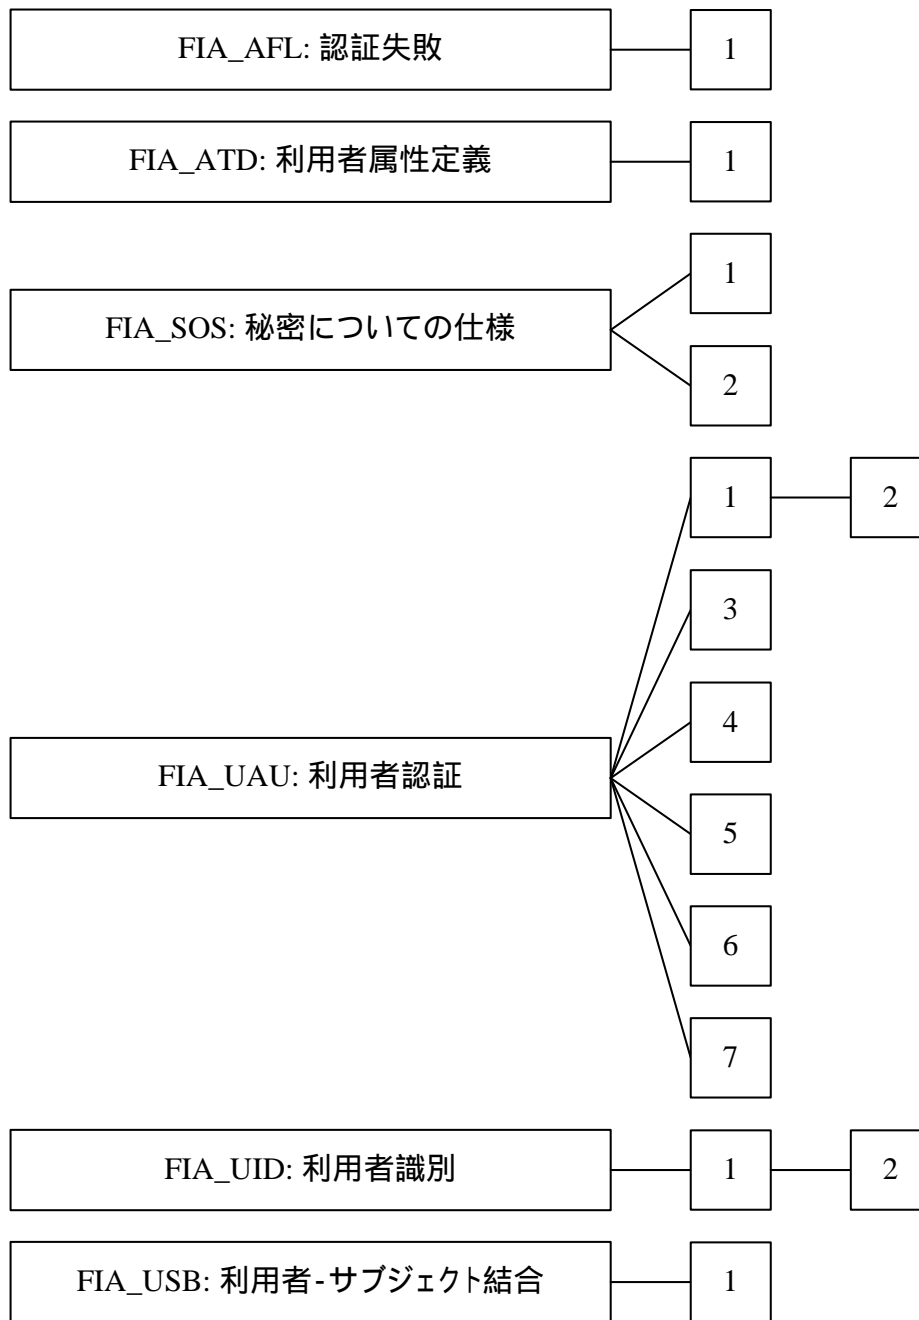 FIA_AFL: 認証失敗
1
FIA_ATD: 利用者属性定義
1
FIA_SOS: 秘密についての仕様
1
2
FIA_UAU: 利用者認証
1
2
3
4
5
6
7
FIA_UID: 利用者識別
1
2
FIA_USB: 利用者-サブジェクト結合
1